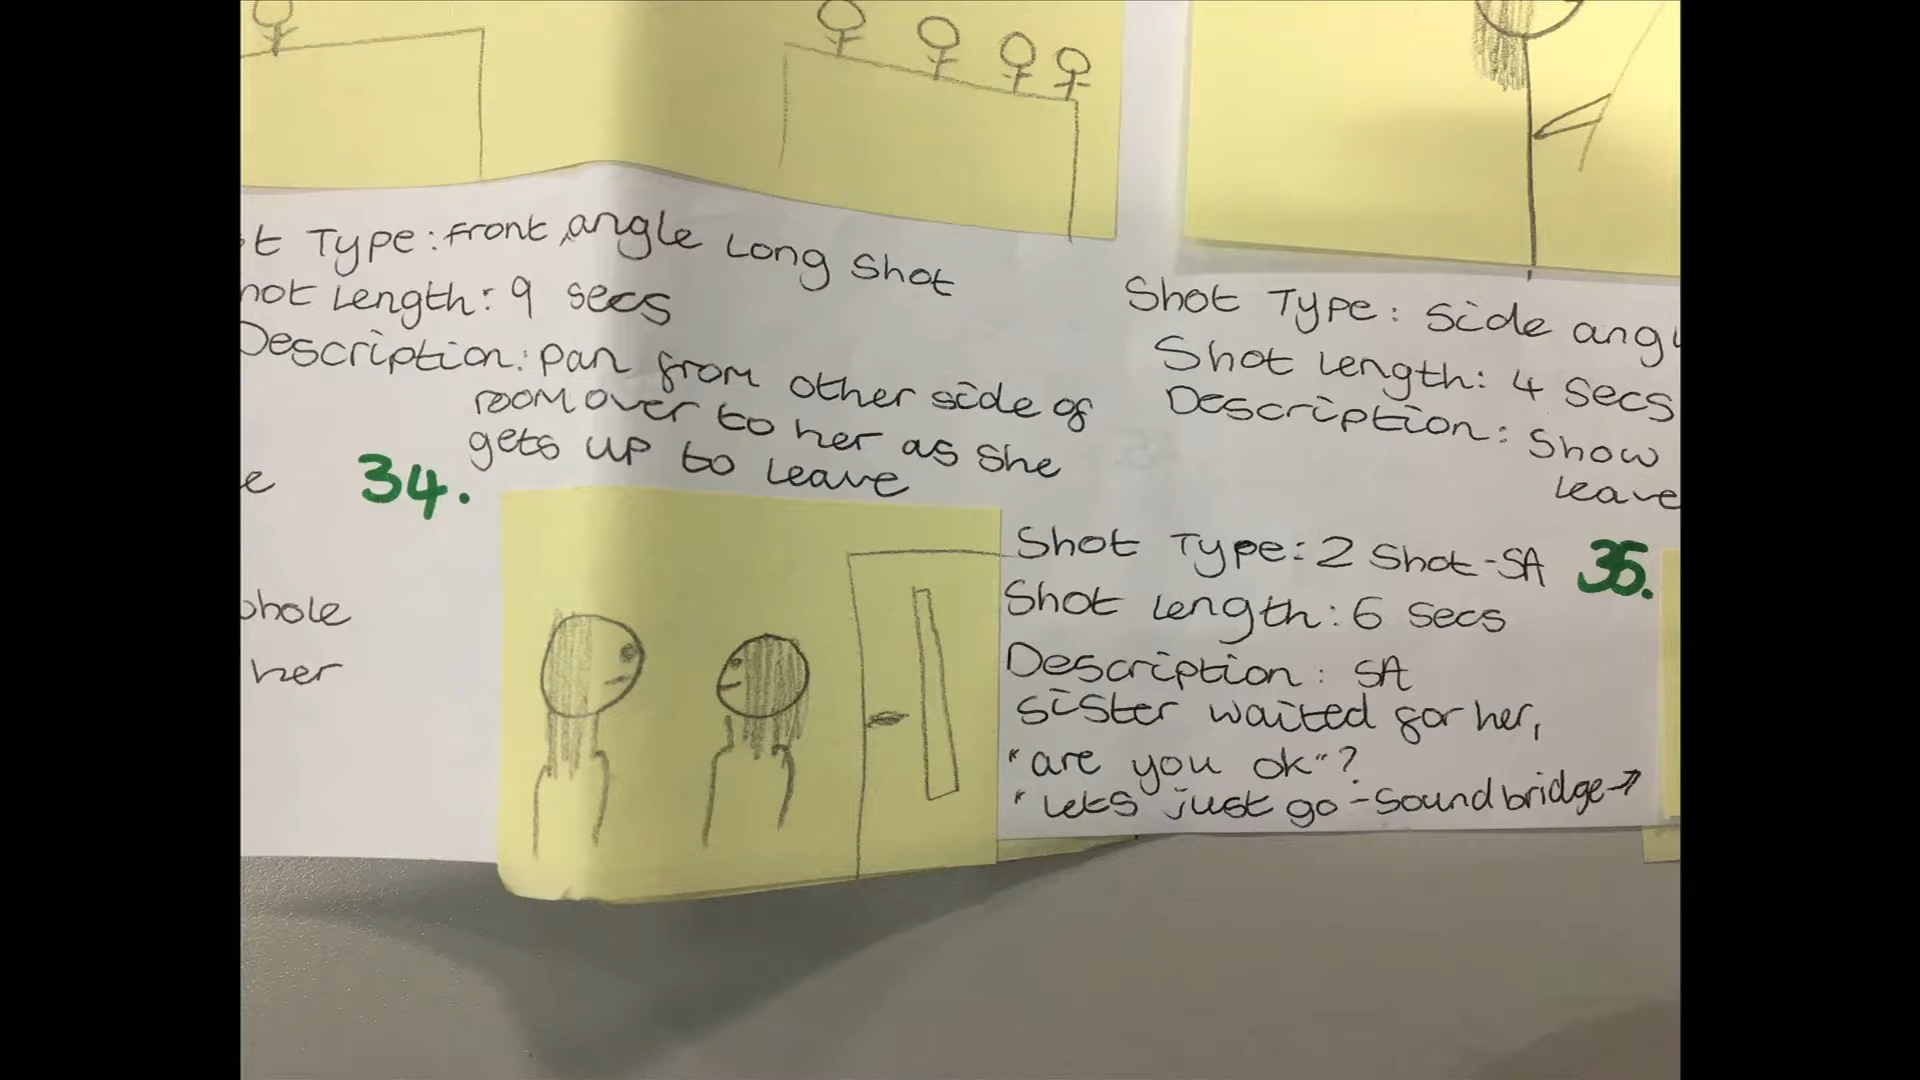 t Type: front angle Long Shot
hot Length: 9 secs
Description: pan from other side of
room over to her as she
gets up to leave
e
34.
hole
her
Shot Type: side ang
Shot length: 4 secs
Description: Show
leave
Shot Type: 2 Shot-SA
Shot length: 6 secs
Description: SA
sister waited for her,
"are you ok"?
"lets just go - Sound bridge →
35.